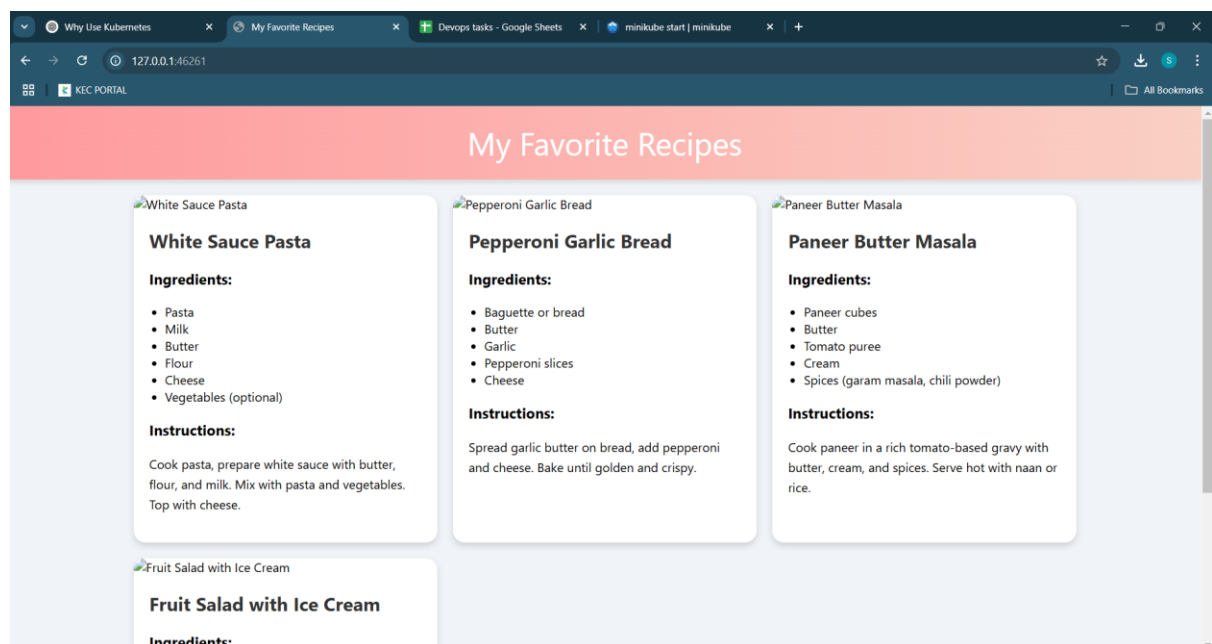 Why Use Kubernetes
My Favorite Recipes
Devops tasks - Google Sheets
minikube start | minikube
127.0.0.1:46261
S
KEC PORTAL
All Bookmarks
My Favorite Recipes
White Sauce Pasta
White Sauce Pasta
Ingredients:
Pasta
Milk
Butter
Flour
Cheese
Vegetables (optional)
Instructions:
Cook pasta, prepare white sauce with butter,
flour, and milk. Mix with pasta and vegetables.
Top with cheese.
Pepperoni Garlic Bread
Pepperoni Garlic Bread
Ingredients:
Baguette or bread
Butter
Garlic
Pepperoni slices
Cheese
Instructions:
Spread garlic butter on bread, add pepperoni
and cheese. Bake until golden and crispy.
Paneer Butter Masala
Paneer Butter Masala
Ingredients:
Paneer cubes
Butter
Tomato puree
Cream
Spices (garam masala, chili powder)
Instructions:
Cook paneer in a rich tomato-based gravy with
butter, cream, and spices. Serve hot with naan or
rice.
Fruit Salad with Ice Cream
Fruit Salad with Ice Cream
Ingredients: